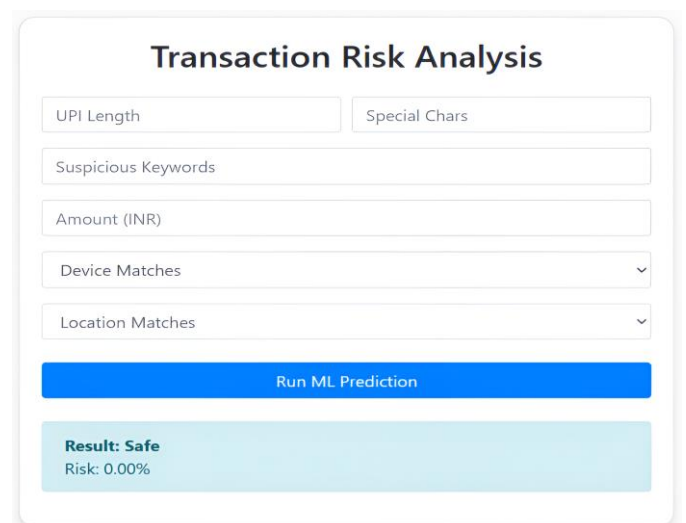 Transaction Risk Analysis
UPI Length Special Chars
Suspicious Keywords
Amount (INR)
Device Matches
Location Matches
Run ML Prediction
Result: Safe
Risk: 0.00%